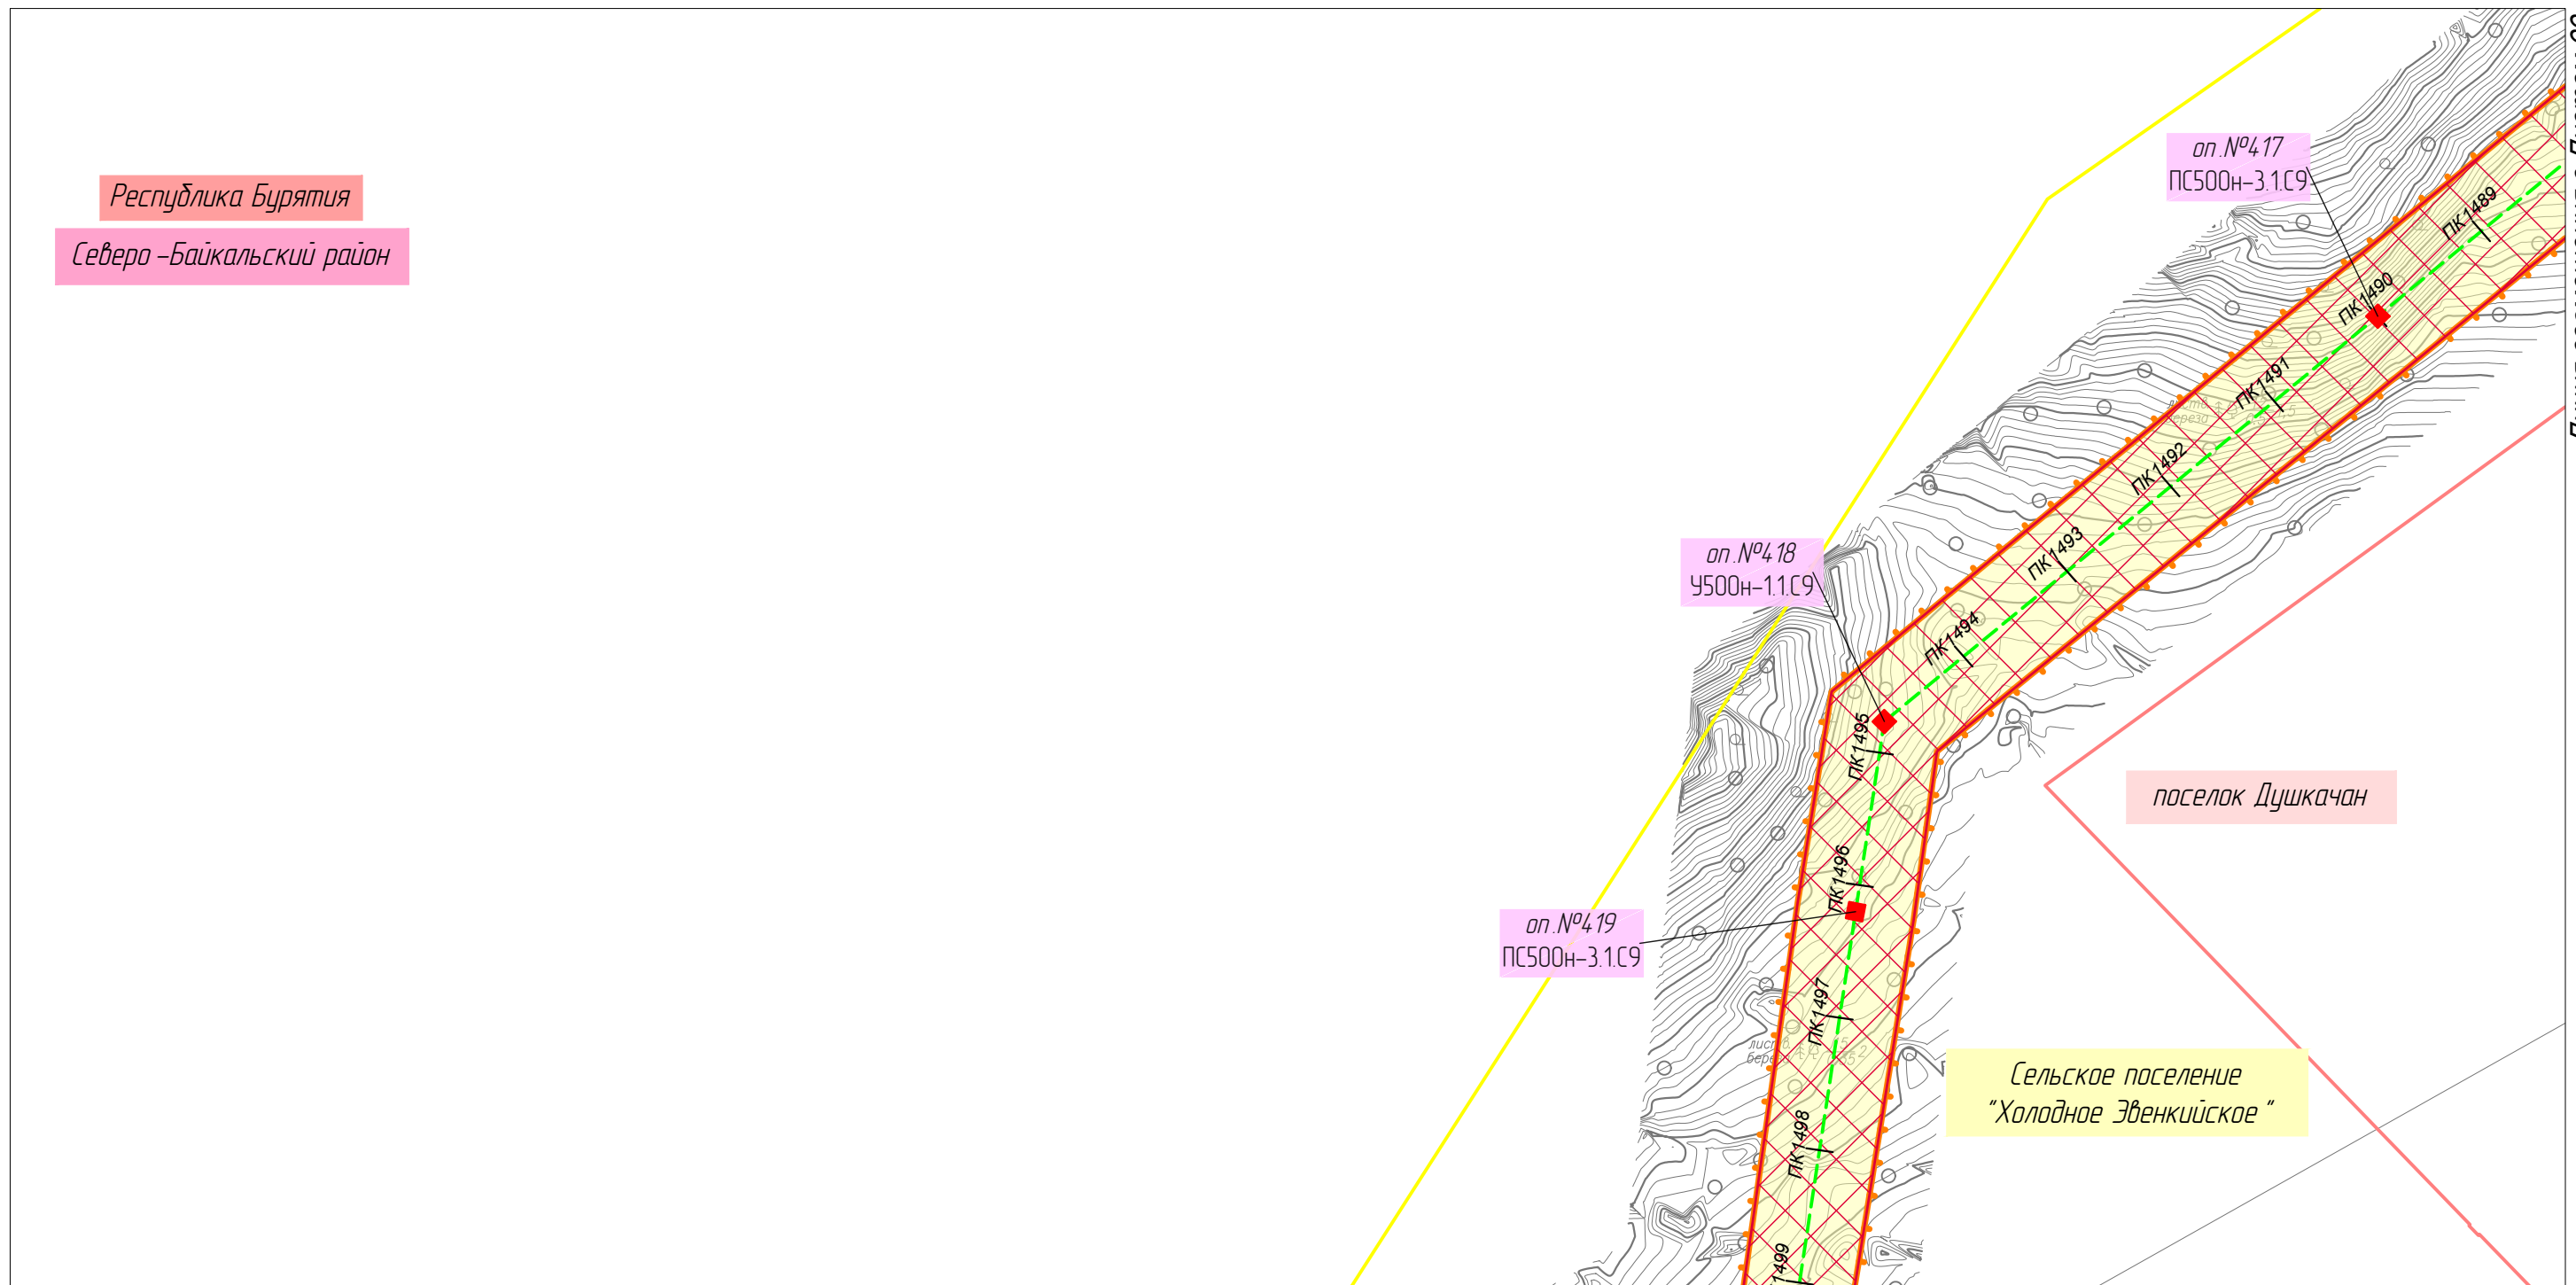 Республика Бурятия
Северо-Байкальский район
оп.№417
ПС500н-3.1.С9
ПК1489
ПК1490
ПК1491
ПК1492
ПК1493
оп.№418
У500н-1.1.С9
ПК1494
ПК1495
поселок Душкачан
ПК1496
оп.№419
ПС500н-3.1.С9
ПК1497
ПК1498
Сельское поселение
"Холодное Эвенкийское"
1499